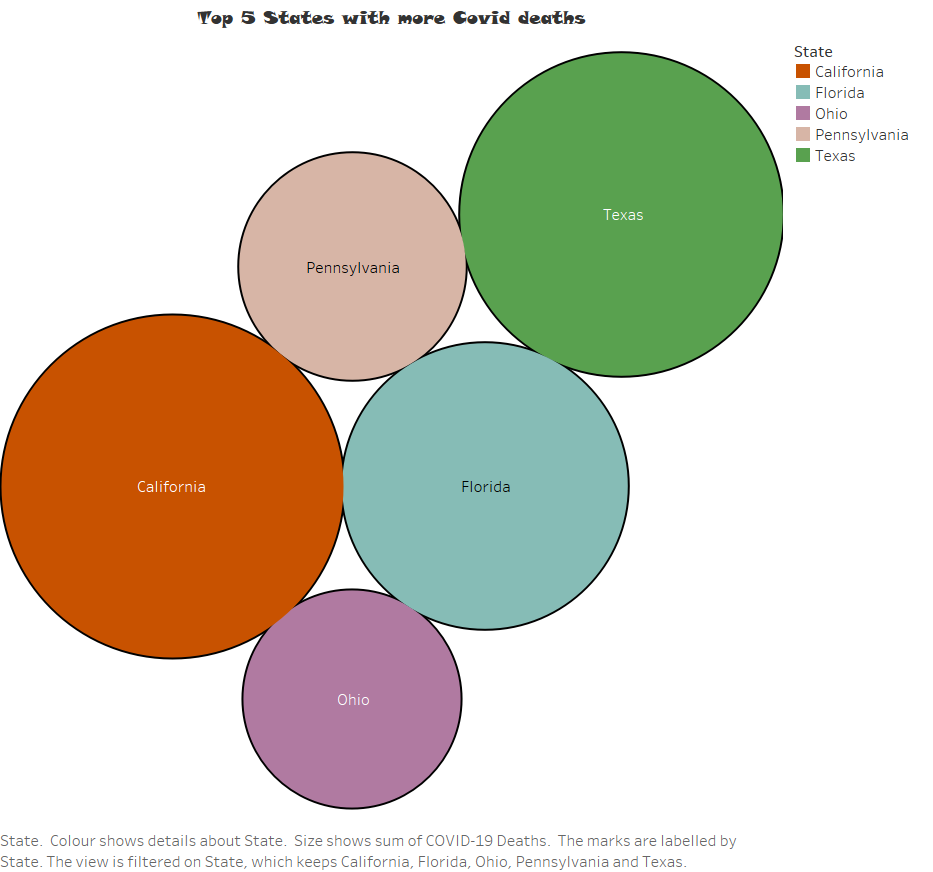 Top 5 States with more Covid deaths
State
California
Florida
Ohio
Pennsylvania
Texas
Texas
Pennsylvania
California
Florida
Ohio
State.  Colour shows details about State.  Size shows sum of COVID-19 Deaths.  The marks are labelled by
State. The view is filtered on State, which keeps California, Florida, Ohio, Pennsylvania and Texas.